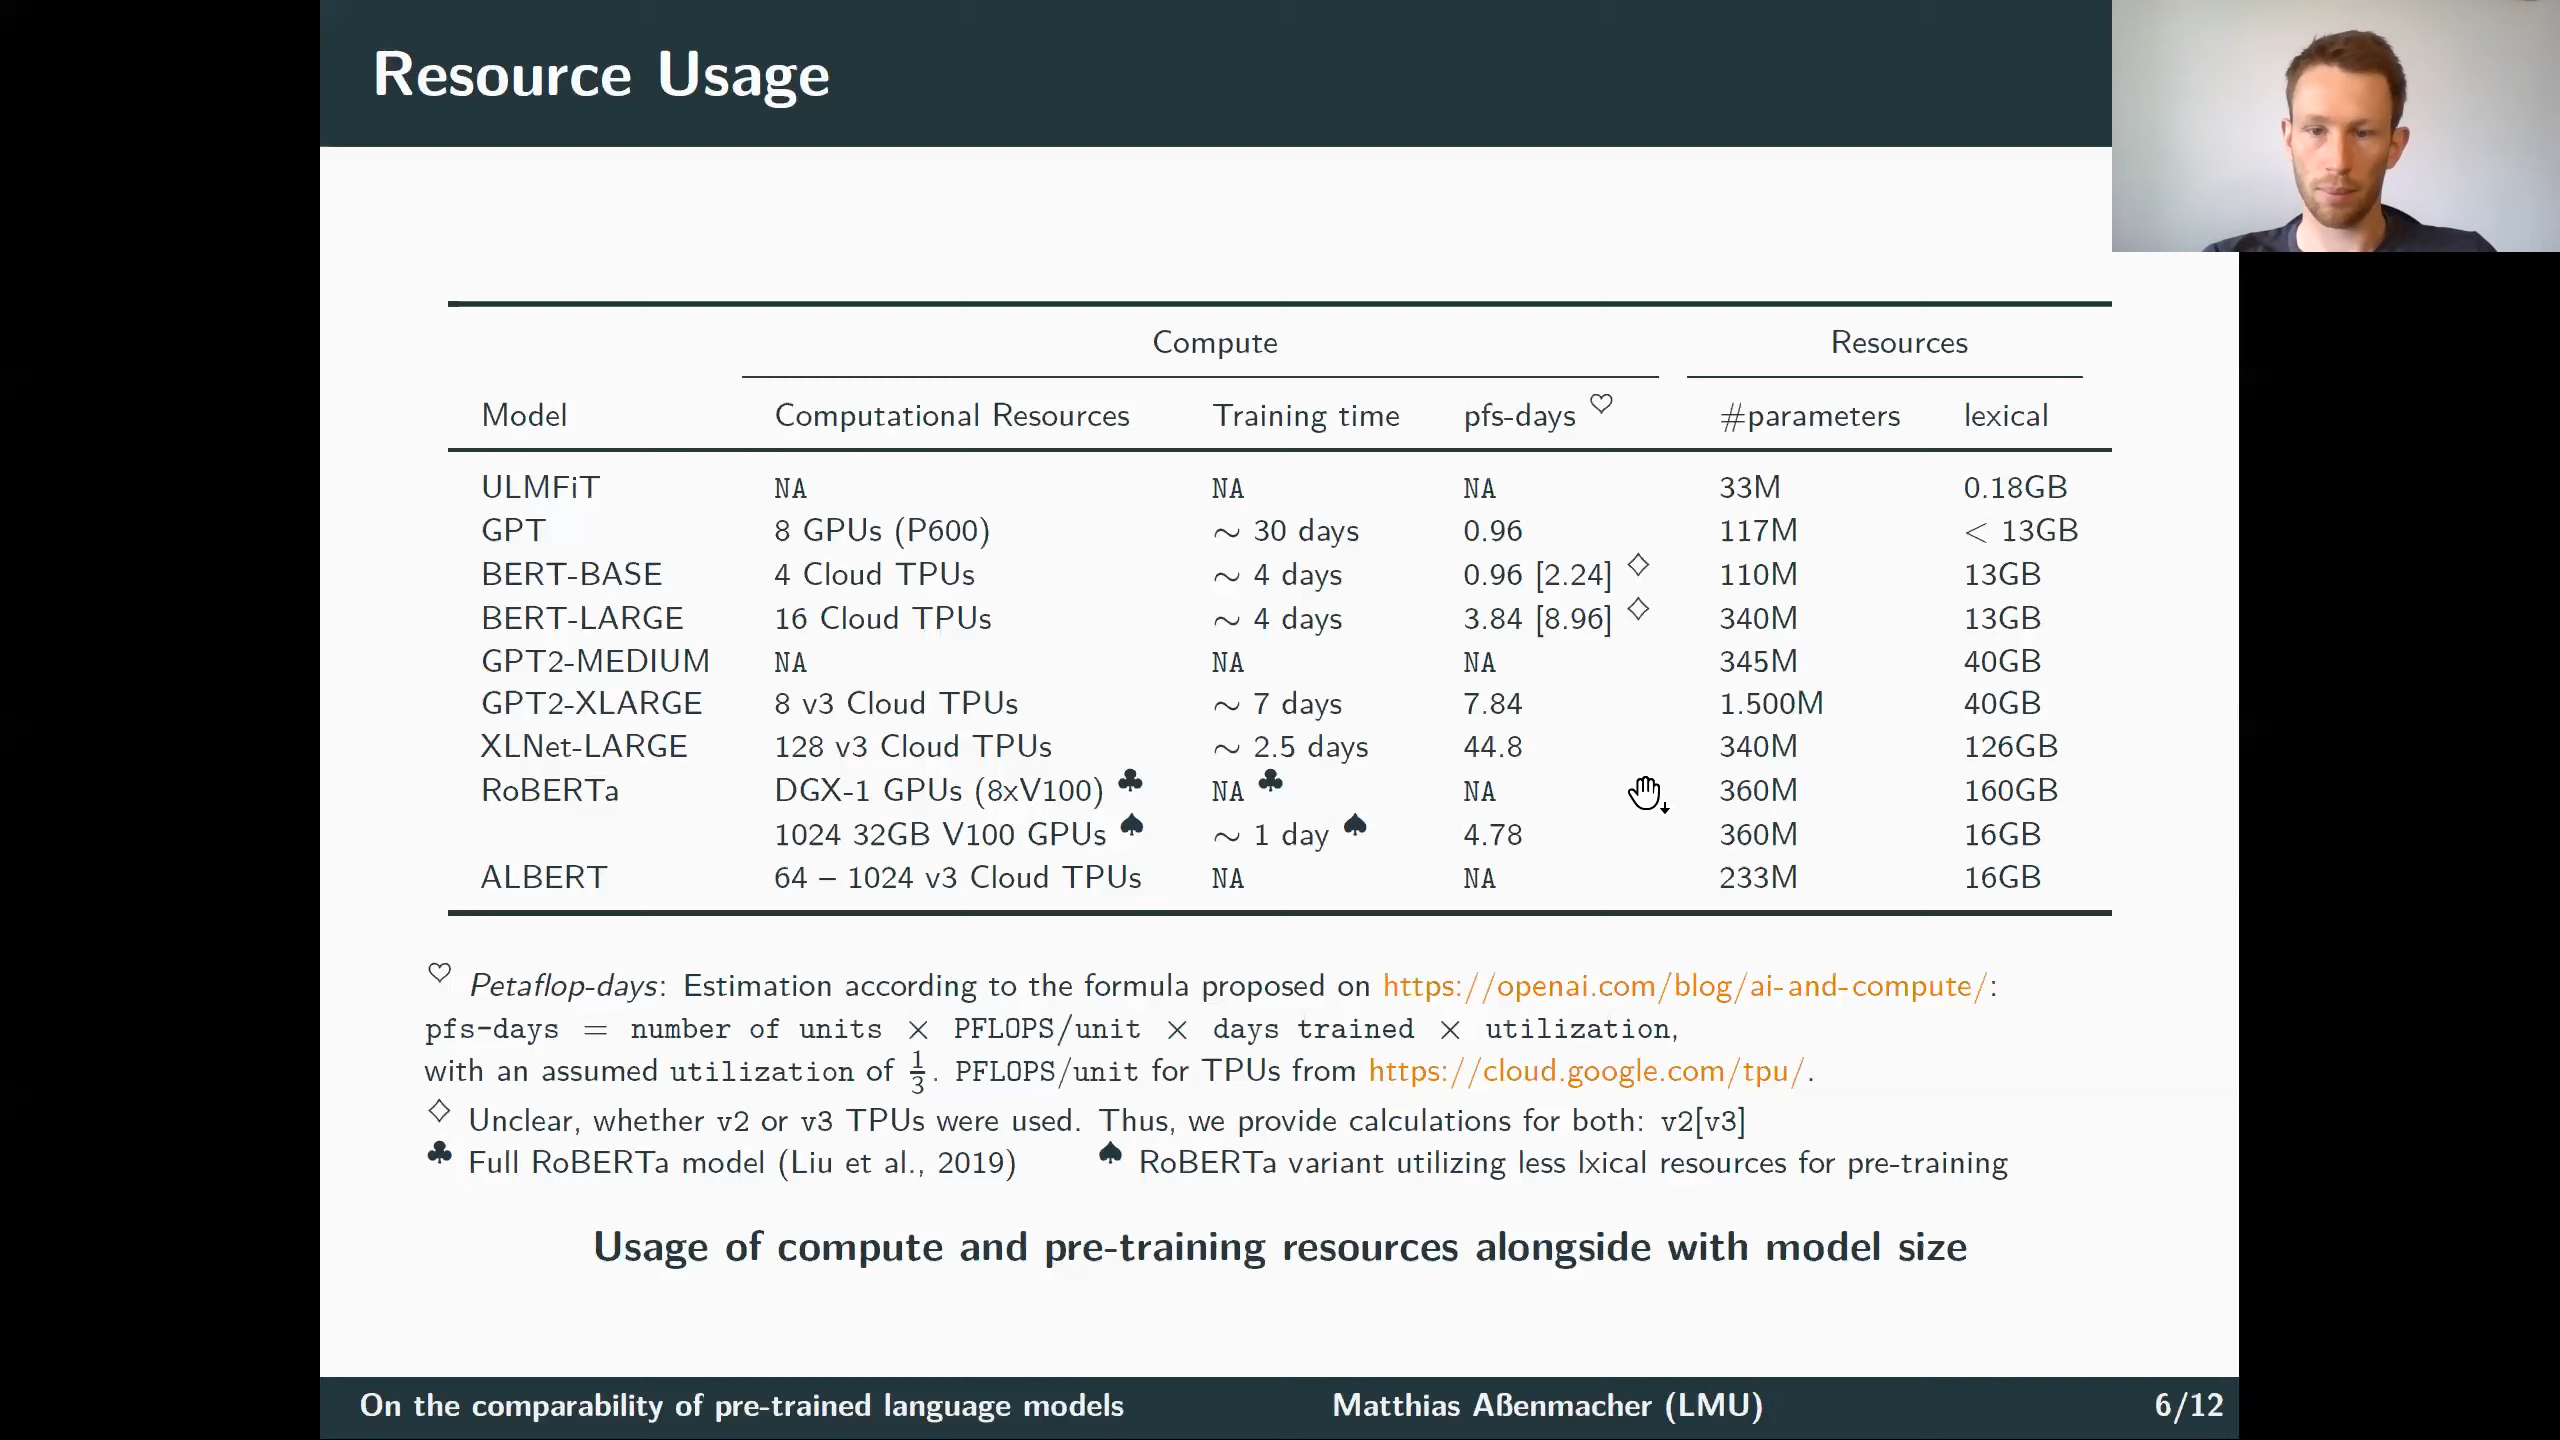 Resource Usage
Compute Resources
Model Computational Resources Training time pfs-days ♡ #parameters lexical
ULMFiT NA NA NA 33M 0.18GB
GPT 8 GPUs (P600) ∼ 30 days 0.96 117M < 13GB
BERT-BASE 4 Cloud TPUs ∼ 4 days 0.96 [2.24] ♢ 110M 13GB
BERT-LARGE 16 Cloud TPUs ∼ 4 days 3.84 [8.96] ♢ 340M 13GB
GPT2-MEDIUM NA NA NA 345M 40GB
GPT2-XLARGE 8 v3 Cloud TPUs ∼ 7 days 7.84 1.500M 40GB
XLNet-LARGE 128 v3 Cloud TPUs ∼ 2.5 days 44.8 340M 126GB
RoBERTa DGX-1 GPUs (8xV100) ♣ NA ♣ NA 360M 160GB
1024 32GB V100 GPUs ♠ ∼ 1 day ♠ 4.78 360M 16GB
ALBERT 64 – 1024 v3 Cloud TPUs NA NA 233M 16GB
♡ Petaflop-days: Estimation according to the formula proposed on https://openai.com/blog/ai-and-compute/:
pfs-days = number of units × PFLOPS/unit × days trained × utilization,
with an assumed utilization of 1/3. PFLOPS/unit for TPUs from https://cloud.google.com/tpu/.
♢ Unclear, whether v2 or v3 TPUs were used. Thus, we provide calculations for both: v2[v3]
♣ Full RoBERTa model (Liu et al., 2019) ♠ RoBERTa variant utilizing less lxical resources for pre-training
Usage of compute and pre-training resources alongside with model size
On the comparability of pre-trained language models Matthias Aßenmacher (LMU) 6/12